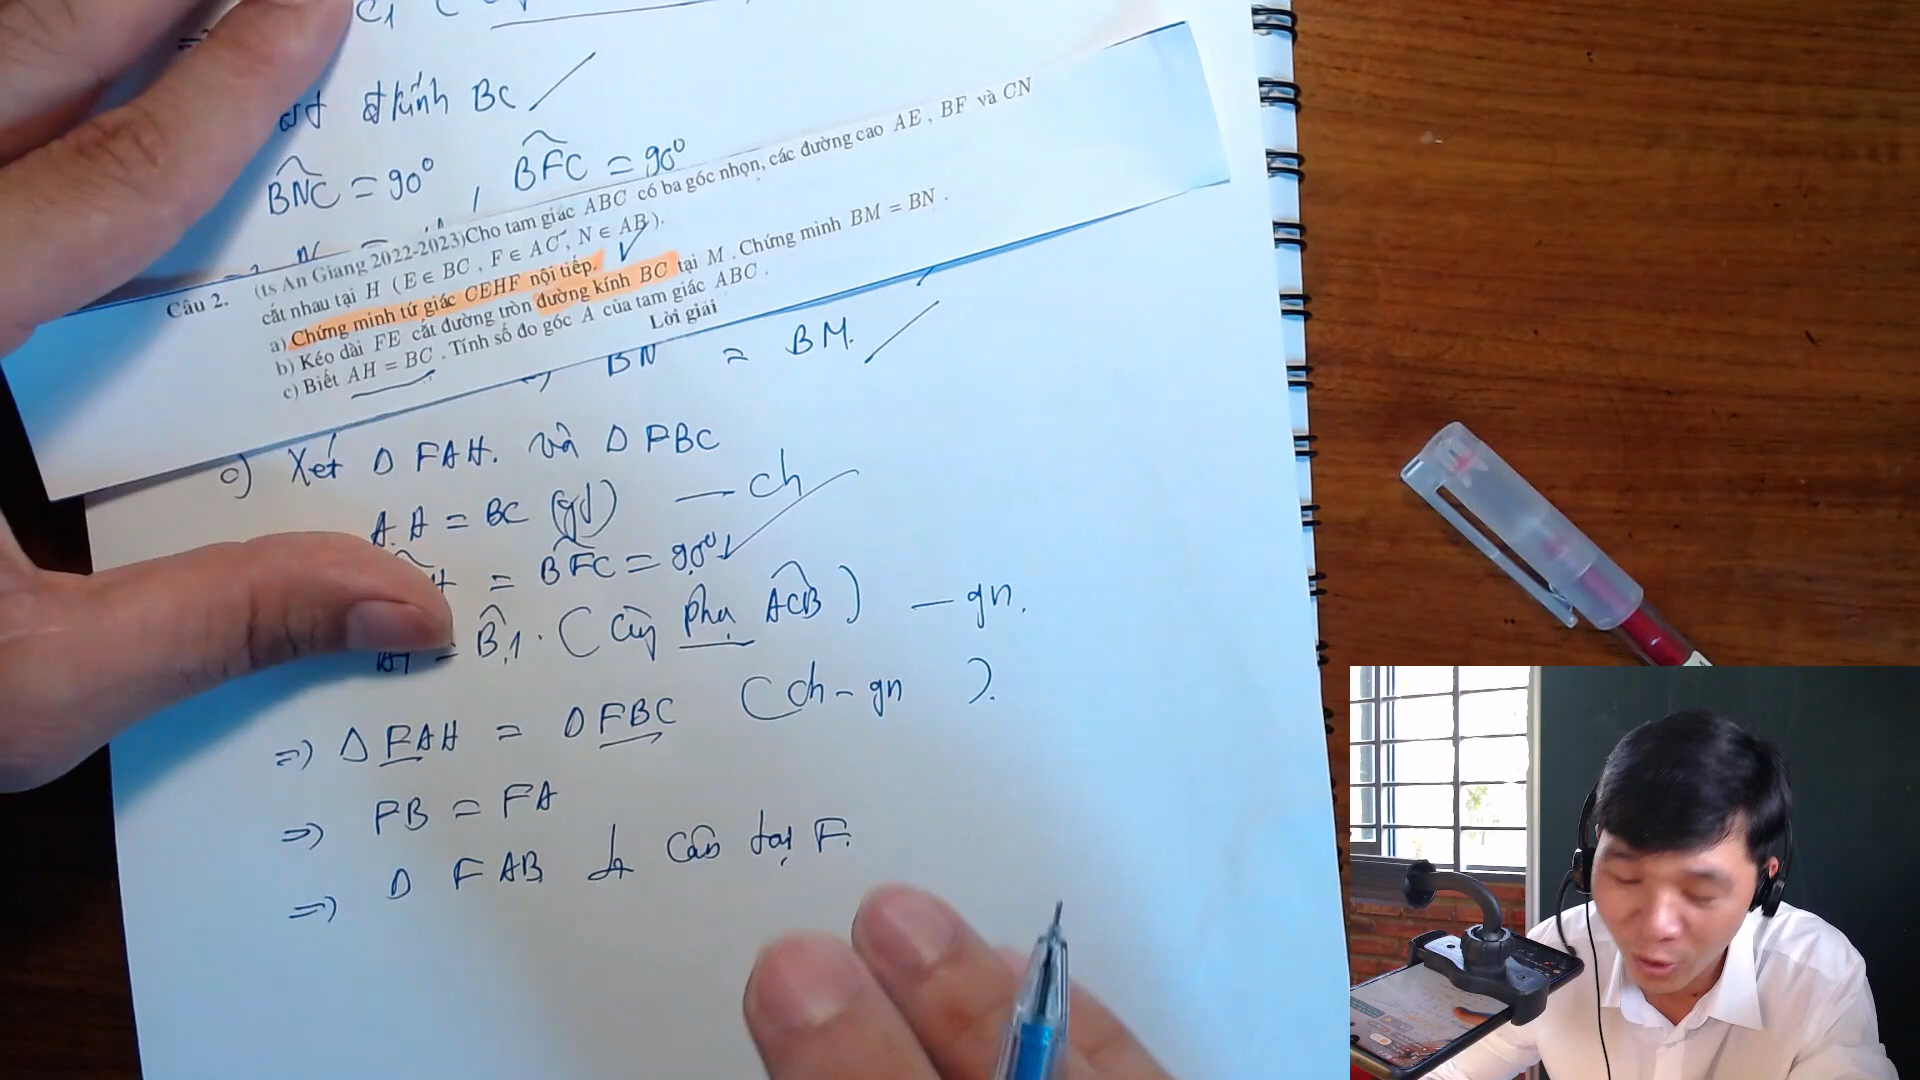 đường kính BC
BNC = 90⁰, BFC = 90⁰
Câu 2. (ts An Giang 2022-2023)Cho tam giác ABC có ba góc nhọn, các đường cao AE , BF và CN
cắt nhau tại H (E ∈ BC , F ∈ AC , N ∈ AB).
a) Chứng minh tứ giác CEHF nội tiếp.
b) Kéo dài FE cắt đường tròn đường kính BC tại M . Chứng minh BM = BN .
c) Biết AH = BC . Tính số đo góc A của tam giác ABC .
Lời giải
BN = BM.
c) Xét Δ FAH. và Δ FBC
AH = BC (gt) — ch
= BFC = 90⁰
= B1. (cùng phụ ACB) — gn.
=> Δ FAH = Δ FBC (ch - gn).
=> FB = FA
=> Δ FAB là cân tại F.